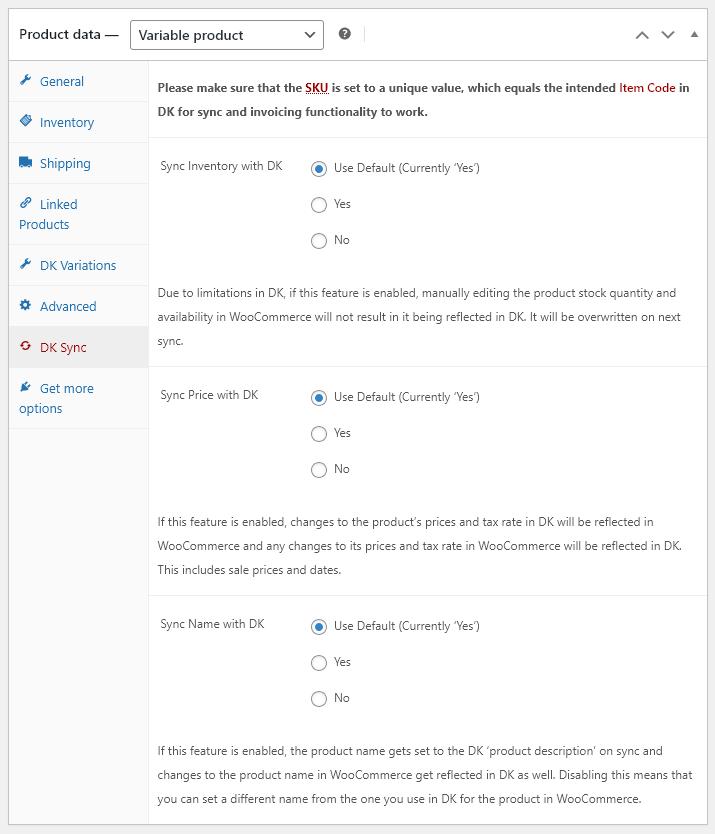 Product data —
Variable product
General
Inventory
Shipping
Linked
Products
DK Variations
Advanced
DK Sync
Get more
options
Please make sure that the SKU is set to a unique value, which equals the intended Item Code in
DK for sync and invoicing functionality to work.
Sync Inventory with DK
Use Default (Currently ‘Yes’)
Yes
No
Due to limitations in DK, if this feature is enabled, manually editing the product stock quantity and
availability in WooCommerce will not result in it being reflected in DK. It will be overwritten on next
sync.
Sync Price with DK
Use Default (Currently ‘Yes’)
Yes
No
If this feature is enabled, changes to the product’s prices and tax rate in DK will be reflected in
WooCommerce and any changes to its prices and tax rate in WooCommerce will be reflected in DK.
This includes sale prices and dates.
Sync Name with DK
Use Default (Currently ‘Yes’)
Yes
No
If this feature is enabled, the product name gets set to the DK ‘product description’ on sync and
changes to the product name in WooCommerce get reflected in DK as well. Disabling this means that
you can set a different name from the one you use in DK for the product in WooCommerce.